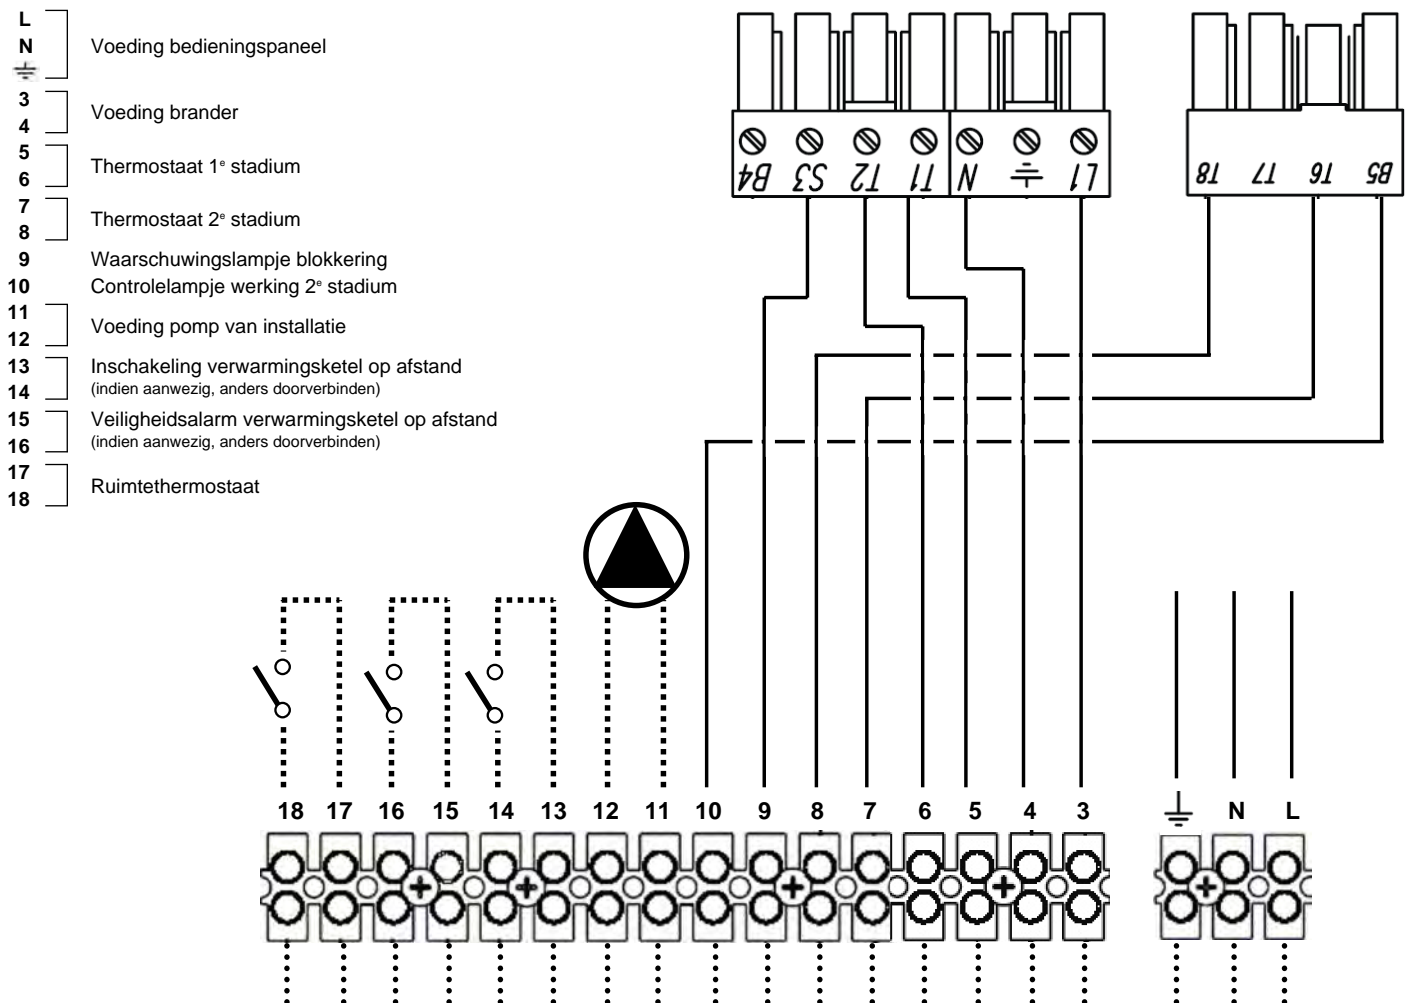 L
N
Voeding bedieningspaneel
3
4
Voeding brander
5
6
Thermostaat 1e stadium
7
8
Thermostaat 2e stadium
9 Waarschuwingslampje blokkering
10 Controlelampje werking 2e stadium
11
12
Voeding pomp van installatie
13
14
Inschakeling verwarmingsketel op afstand
(indien aanwezig, anders doorverbinden)
15
16
Veiligheidsalarm verwarmingsketel op afstand
(indien aanwezig, anders doorverbinden)
17
18
Ruimtethermostaat
B4 S3 T2 T1 N L1
T8 T7 T6 B5
18 17 16 15 14 13 12 11 10 9 8 7 6 5 4 3
N L